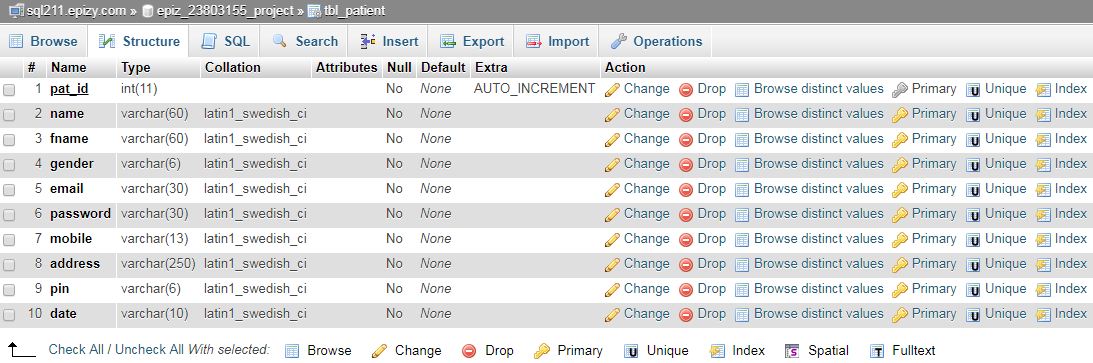 sql211.epizy.com » epiz_23803155_project » tbl_patient
Browse Structure SQL Search Insert Export Import Operations
# Name Type Collation Attributes Null Default Extra Action
1 pat_id int(11) No None AUTO_INCREMENT Change Drop Browse distinct values Primary Unique Index
2 name varchar(60) latin1_swedish_ci No None Change Drop Browse distinct values Primary Unique Index
3 fname varchar(60) latin1_swedish_ci No None Change Drop Browse distinct values Primary Unique Index
4 gender varchar(6) latin1_swedish_ci No None Change Drop Browse distinct values Primary Unique Index
5 email varchar(30) latin1_swedish_ci No None Change Drop Browse distinct values Primary Unique Index
6 password varchar(30) latin1_swedish_ci No None Change Drop Browse distinct values Primary Unique Index
7 mobile varchar(13) latin1_swedish_ci No None Change Drop Browse distinct values Primary Unique Index
8 address varchar(250) latin1_swedish_ci No None Change Drop Browse distinct values Primary Unique Index
9 pin varchar(6) latin1_swedish_ci No None Change Drop Browse distinct values Primary Unique Index
10 date varchar(10) latin1_swedish_ci No None Change Drop Browse distinct values Primary Unique Index
Check All / Uncheck All With selected: Browse Change Drop Primary Unique Index Spatial Fulltext